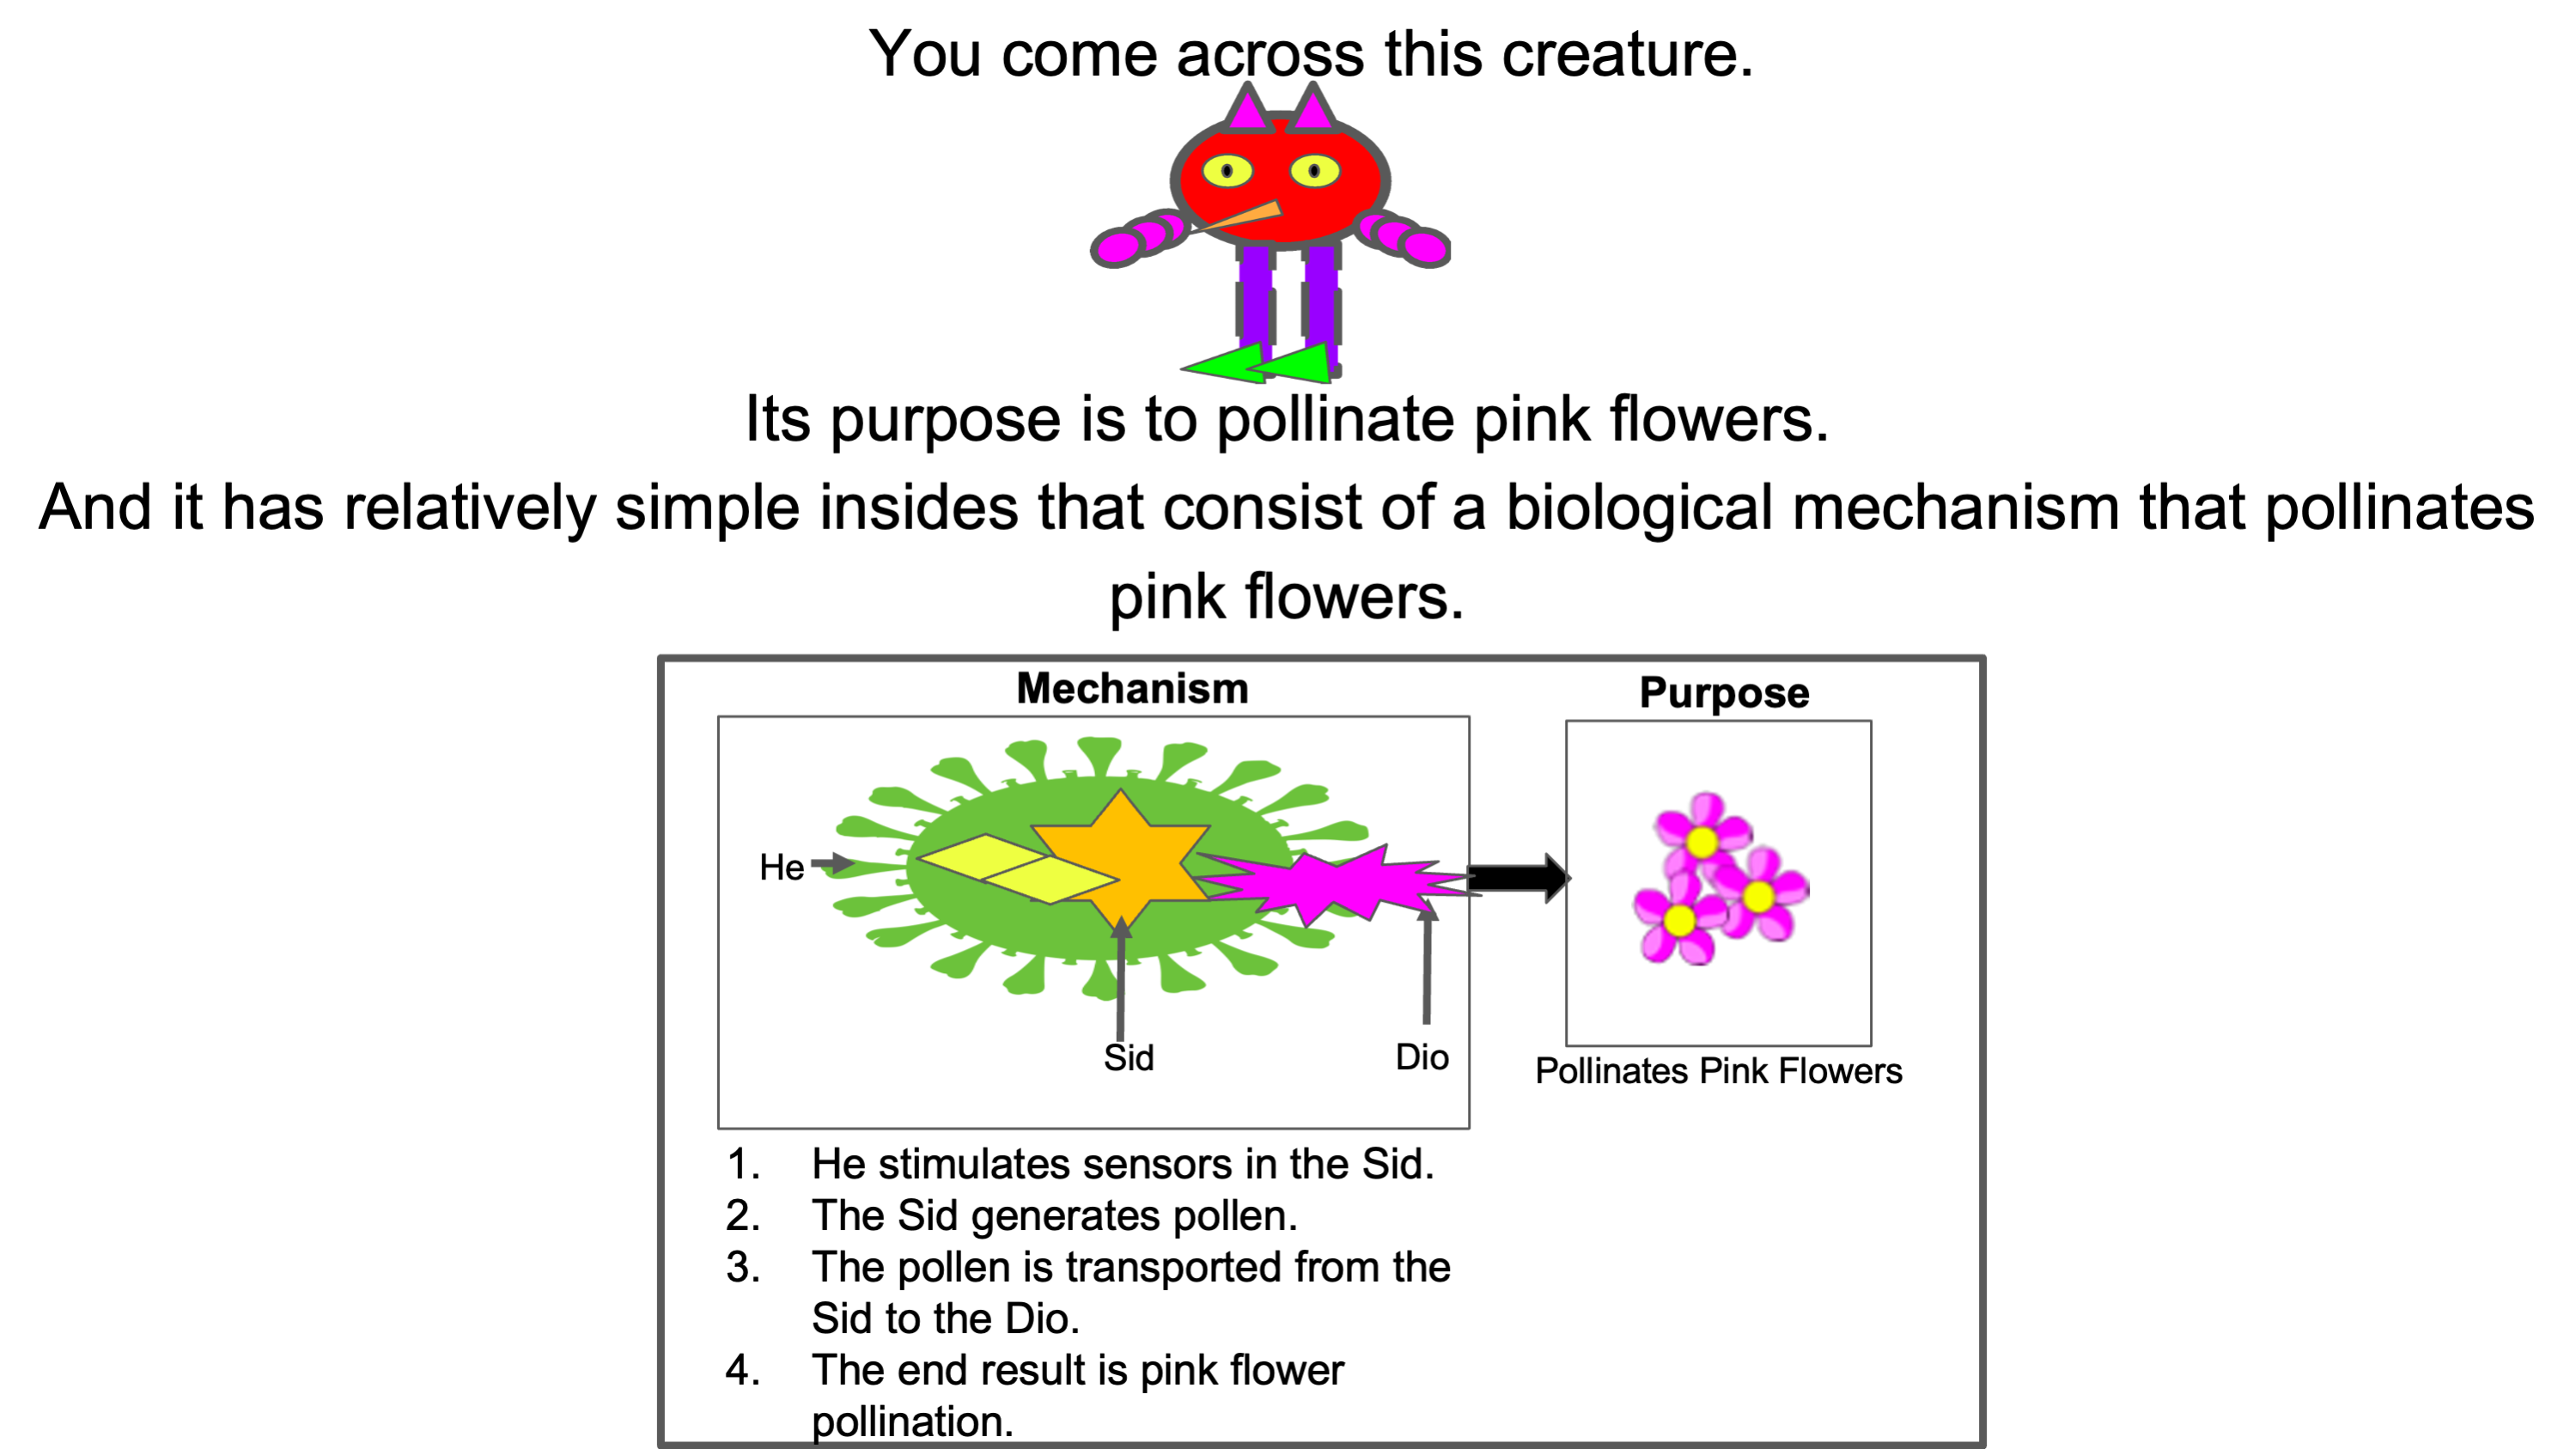 You come across this creature.
Its purpose is to pollinate pink flowers.
And it has relatively simple insides that consist of a biological mechanism that pollinates
pink flowers.
Mechanism
Purpose
He
Sid
Dio
Pollinates Pink Flowers
1. He stimulates sensors in the Sid.
2. The Sid generates pollen.
3. The pollen is transported from the
Sid to the Dio.
4. The end result is pink flower
pollination.